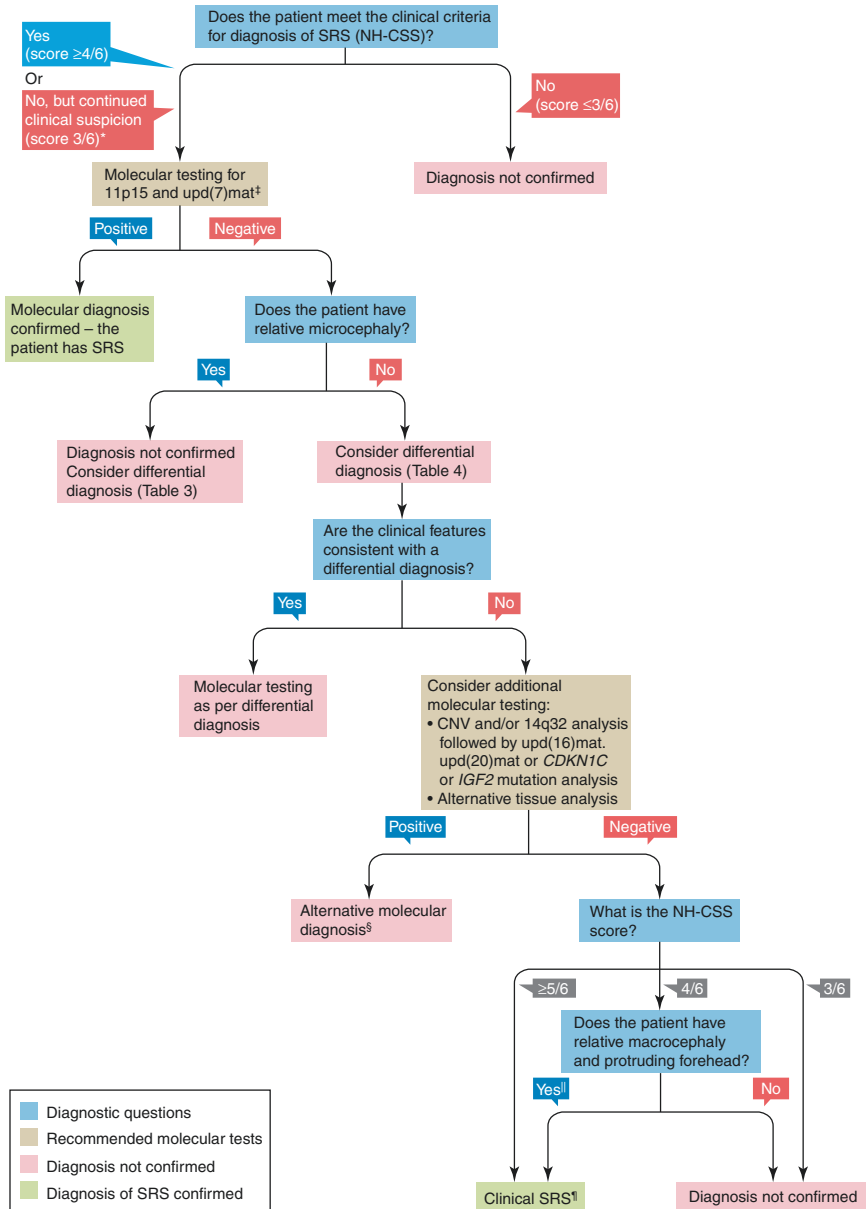 Does the patient meet the clinical criteria
for diagnosis of SRS (NH-CSS)?
Yes
(score ≥4/6)
Or
No, but continued
clinical suspicion
(score 3/6)*
No
(score ≤3/6)
Molecular testing for
11p15 and upd(7)mat‡
Diagnosis not confirmed
Positive
Negative
Molecular diagnosis
confirmed – the
patient has SRS
Does the patient have
relative microcephaly?
Yes
No
Diagnosis not confirmed
Consider differential
diagnosis (Table 3)
Consider differential
diagnosis (Table 4)
Are the clinical features
consistent with a
differential diagnosis?
Yes
No
Molecular testing
as per differential
diagnosis
Consider additional
molecular testing:
• CNV and/or 14q32 analysis
followed by upd(16)mat.
upd(20)mat or CDKN1C
or IGF2 mutation analysis
• Alternative tissue analysis
Positive
Negative
Alternative molecular
diagnosis§
What is the NH-CSS
score?
≥5/6
4/6
3/6
Does the patient have
relative macrocephaly
and protruding forehead?
Yes||
No
Clinical SRS¶
Diagnosis not confirmed
Diagnostic questions
Recommended molecular tests
Diagnosis not confirmed
Diagnosis of SRS confirmed